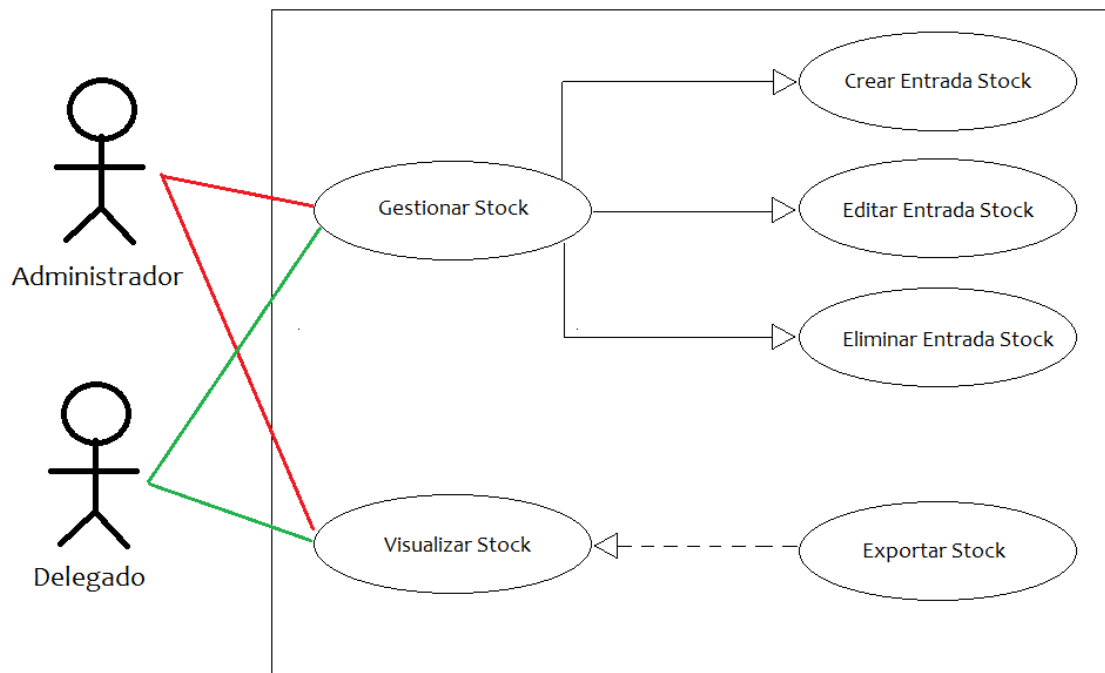 Crear Entrada Stock
Gestionar Stock
Editar Entrada Stock
Administrador
Eliminar Entrada Stock
Visualizar Stock
Exportar Stock
Delegado